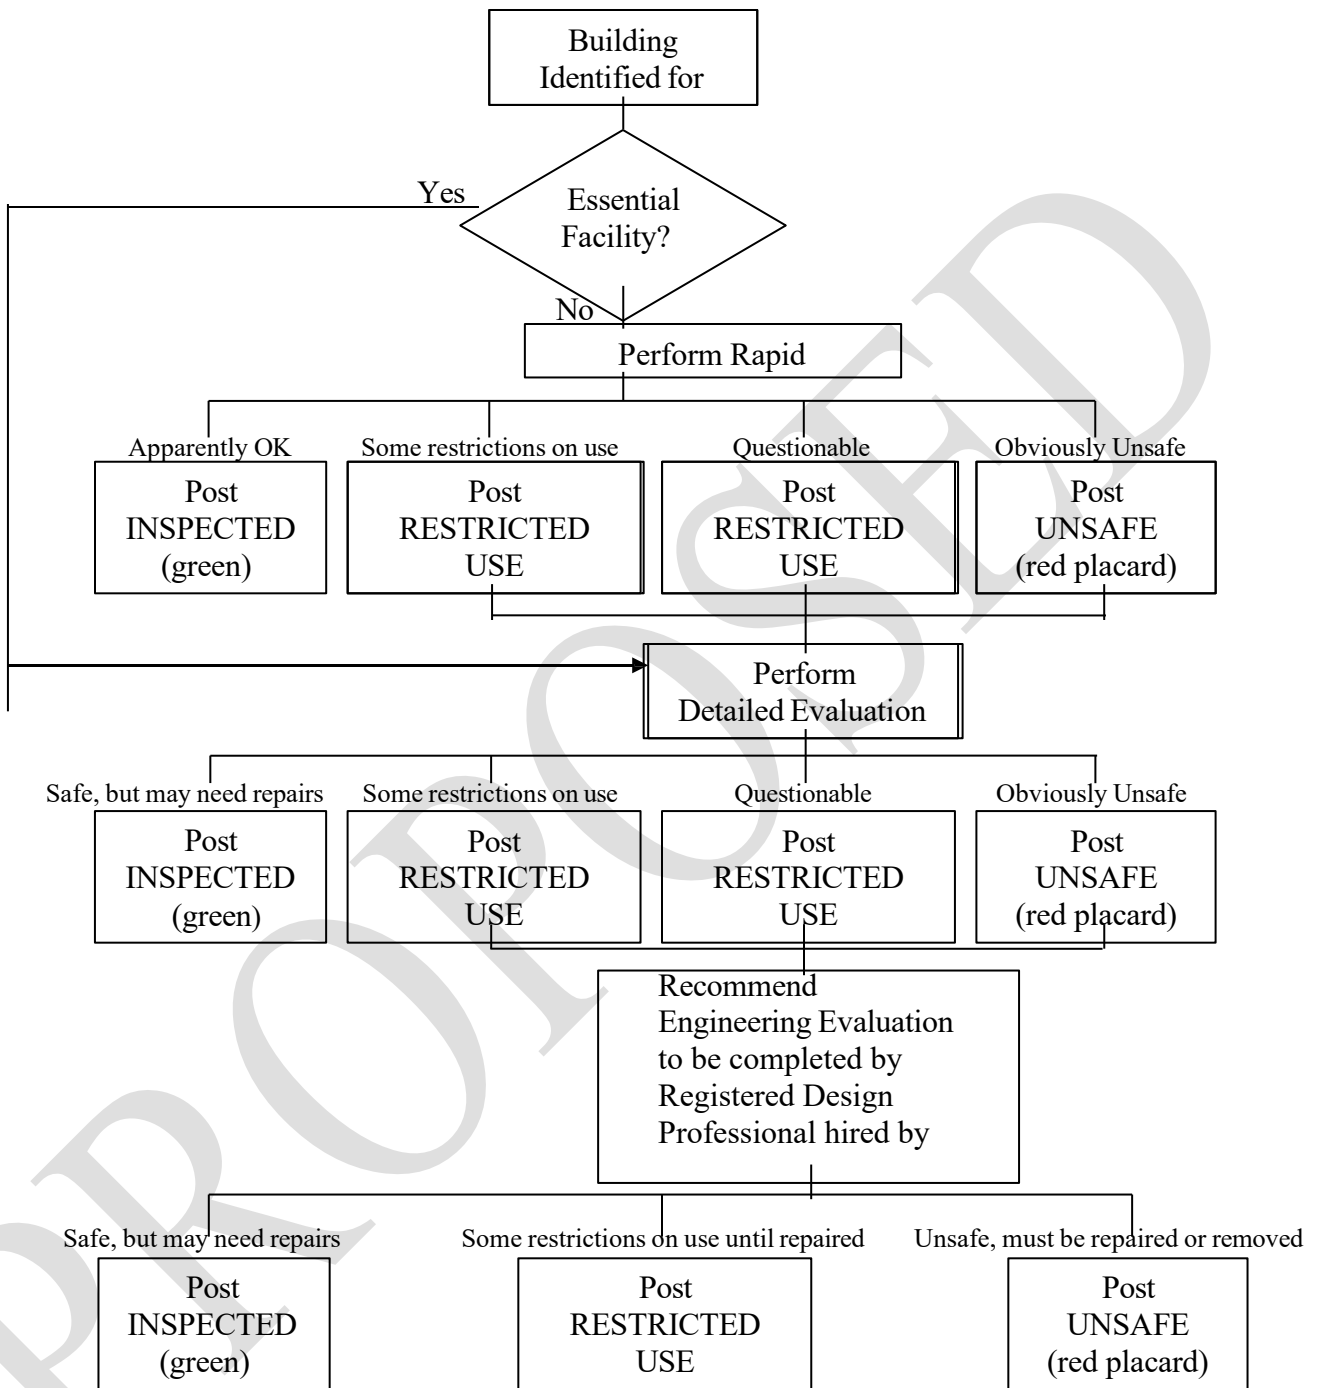 Building
Identified for
Yes
Essential
Facility?
No
Perform Rapid
Apparently OK
Some restrictions on use
Questionable
Obviously Unsafe
Post
INSPECTED
(green)
Post
RESTRICTED
USE
Post
RESTRICTED
USE
Post
UNSAFE
(red placard)
Perform
Detailed Evaluation
Safe, but may need repairs
Some restrictions on use
Questionable
Obviously Unsafe
Post
INSPECTED
(green)
Post
RESTRICTED
USE
Post
RESTRICTED
USE
Post
UNSAFE
(red placard)
Recommend
Engineering Evaluation
to be completed by
Registered Design
Professional hired by
Safe, but may need repairs
Some restrictions on use until repaired
Unsafe, must be repaired or removed
Post
INSPECTED
(green)
Post
RESTRICTED
USE
Post
UNSAFE
(red placard)
PROPOSED